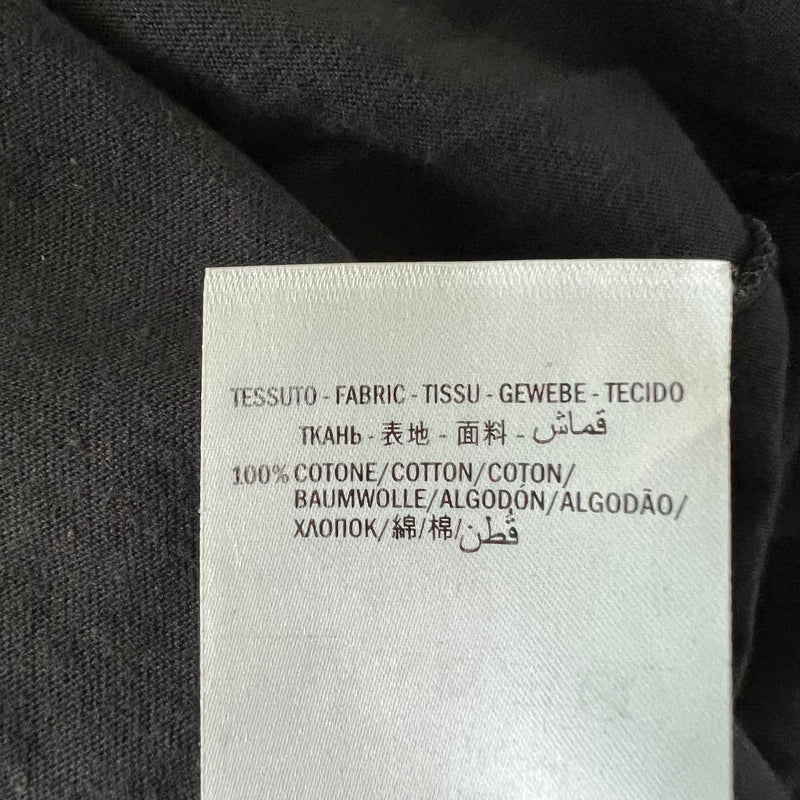 TESSUTO - FABRIC - TISSU - GEWEBE - TECIDO
ТКАНЬ - 表地 - 面料 - قماش
100% COTONE/COTTON/COTON/
BAUMWOLLE/ALGODÓN/ALGODÃO/
ХЛОПОК/綿/棉/قُطن